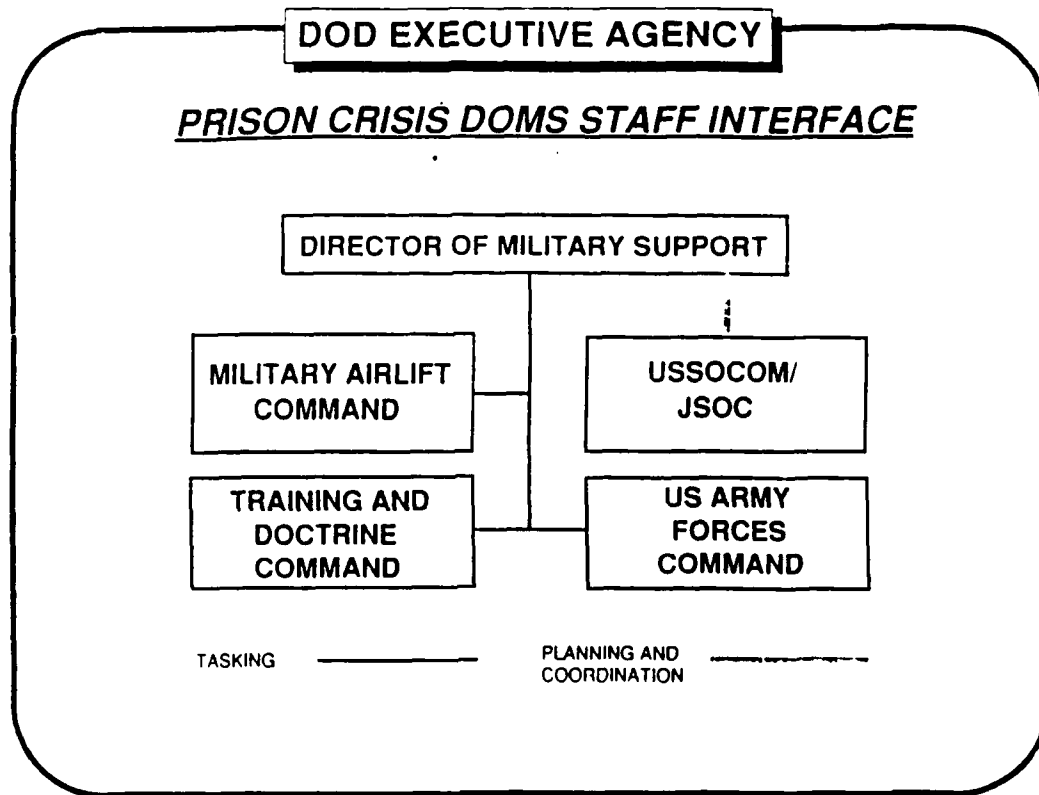 DOD EXECUTIVE AGENCY
PRISON CRISIS DOMS STAFF INTERFACE
DIRECTOR OF MILITARY SUPPORT
MILITARY AIRLIFT
COMMAND
USSOCOM/
JSOC
TRAINING AND
DOCTRINE
COMMAND
US ARMY
FORCES
COMMAND
TASKING
PLANNING AND
COORDINATION